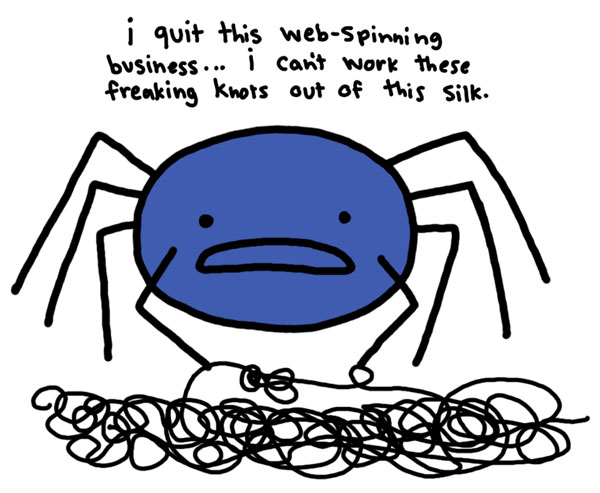 i quit this web-spinning
business... i can't work these
freaking knots out of this silk.